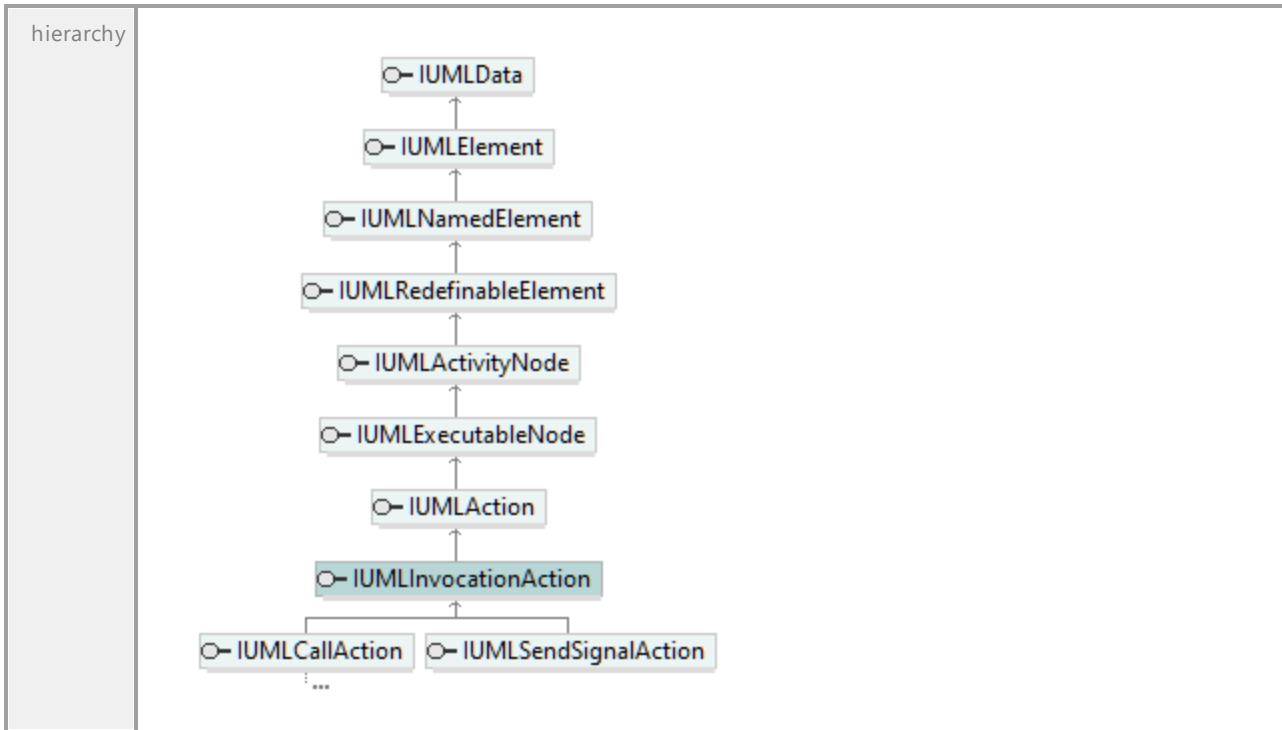 hierarchy
IUMLData
IUMLElement
IUMLNamedElement
IUMLRedefinableElement
IUMLActivityNode
IUMLExecutableNode
IUMLAction
IUMLInvocationAction
IUMLCallAction IUMLSendSignalAction
...